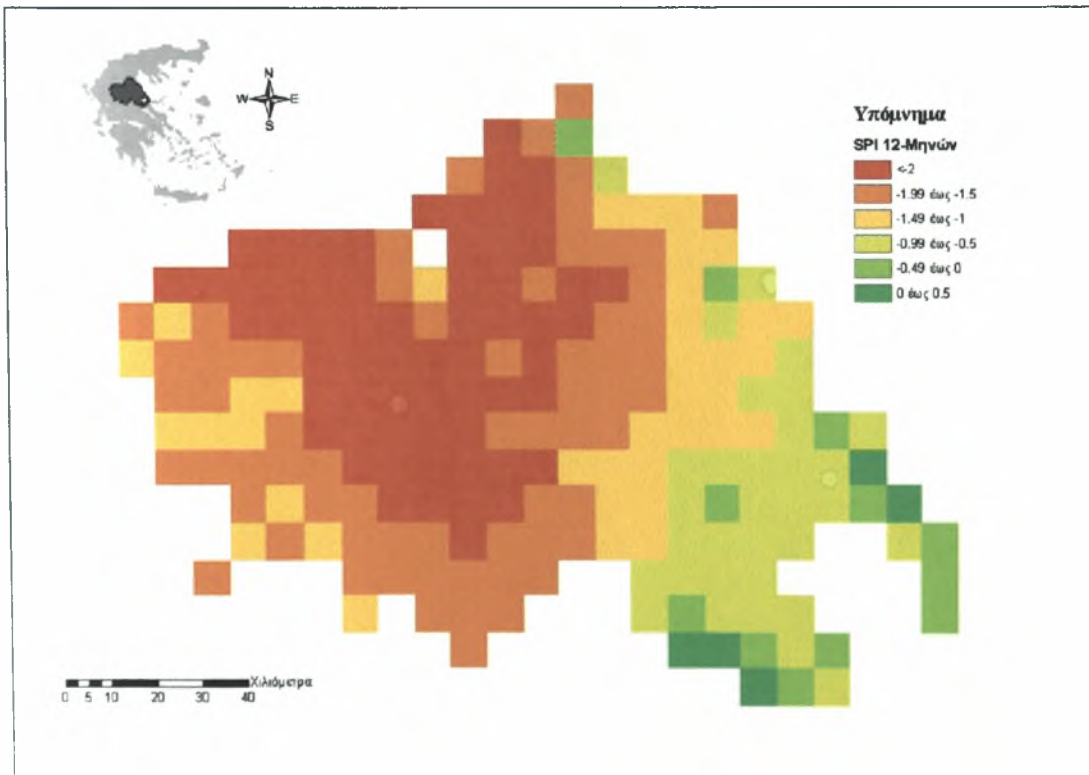 N
W E
S
Υπόμνημα
SPI 12-Μηνών
<-2
-1.99 έως -1.5
-1.49 έως -1
-0.99 έως -0.5
-0.49 έως 0
0 έως 0.5
Χιλιόμετρα
0 5 10 20 30 40